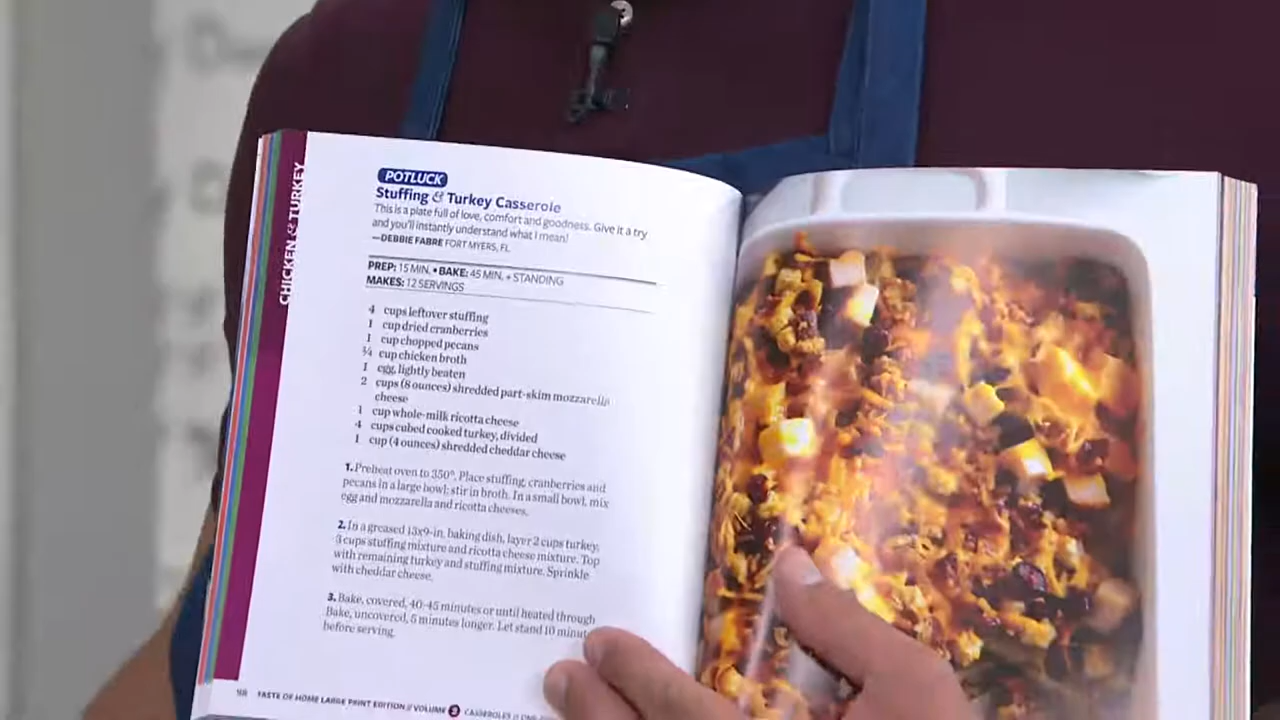 CHICKEN & TURKEY
POTLUCK
Stuffing & Turkey Casserole
This is a plate full of love, comfort and goodness. Give it a try
and you'll instantly understand what I mean!
—DEBBIE FABRE FORT MYERS, FL
PREP: 15 MIN. • BAKE: 45 MIN. + STANDING
MAKES: 12 SERVINGS
4 cups leftover stuffing
1 cup dried cranberries
1 cup chopped pecans
¾ cup chicken broth
1 egg, lightly beaten
2 cups (8 ounces) shredded part-skim mozzarella
cheese
1 cup whole-milk ricotta cheese
4 cups cubed cooked turkey, divided
1 cup (4 ounces) shredded cheddar cheese
1. Preheat oven to 350°. Place stuffing, cranberries and
pecans in a large bowl; stir in broth. In a small bowl, mix
egg and mozzarella and ricotta cheeses.
2. In a greased 13x9-in. baking dish, layer 2 cups turkey,
3 cups stuffing mixture and ricotta cheese mixture. Top
with remaining turkey and stuffing mixture. Sprinkle
with cheddar cheese.
3. Bake, covered, 40-45 minutes or until heated through
Bake, uncovered, 5 minutes longer. Let stand 10 minut
before serving.
TASTE OF HOME LARGE PRINT EDITION // VOLUME 2 CASSEROLES //